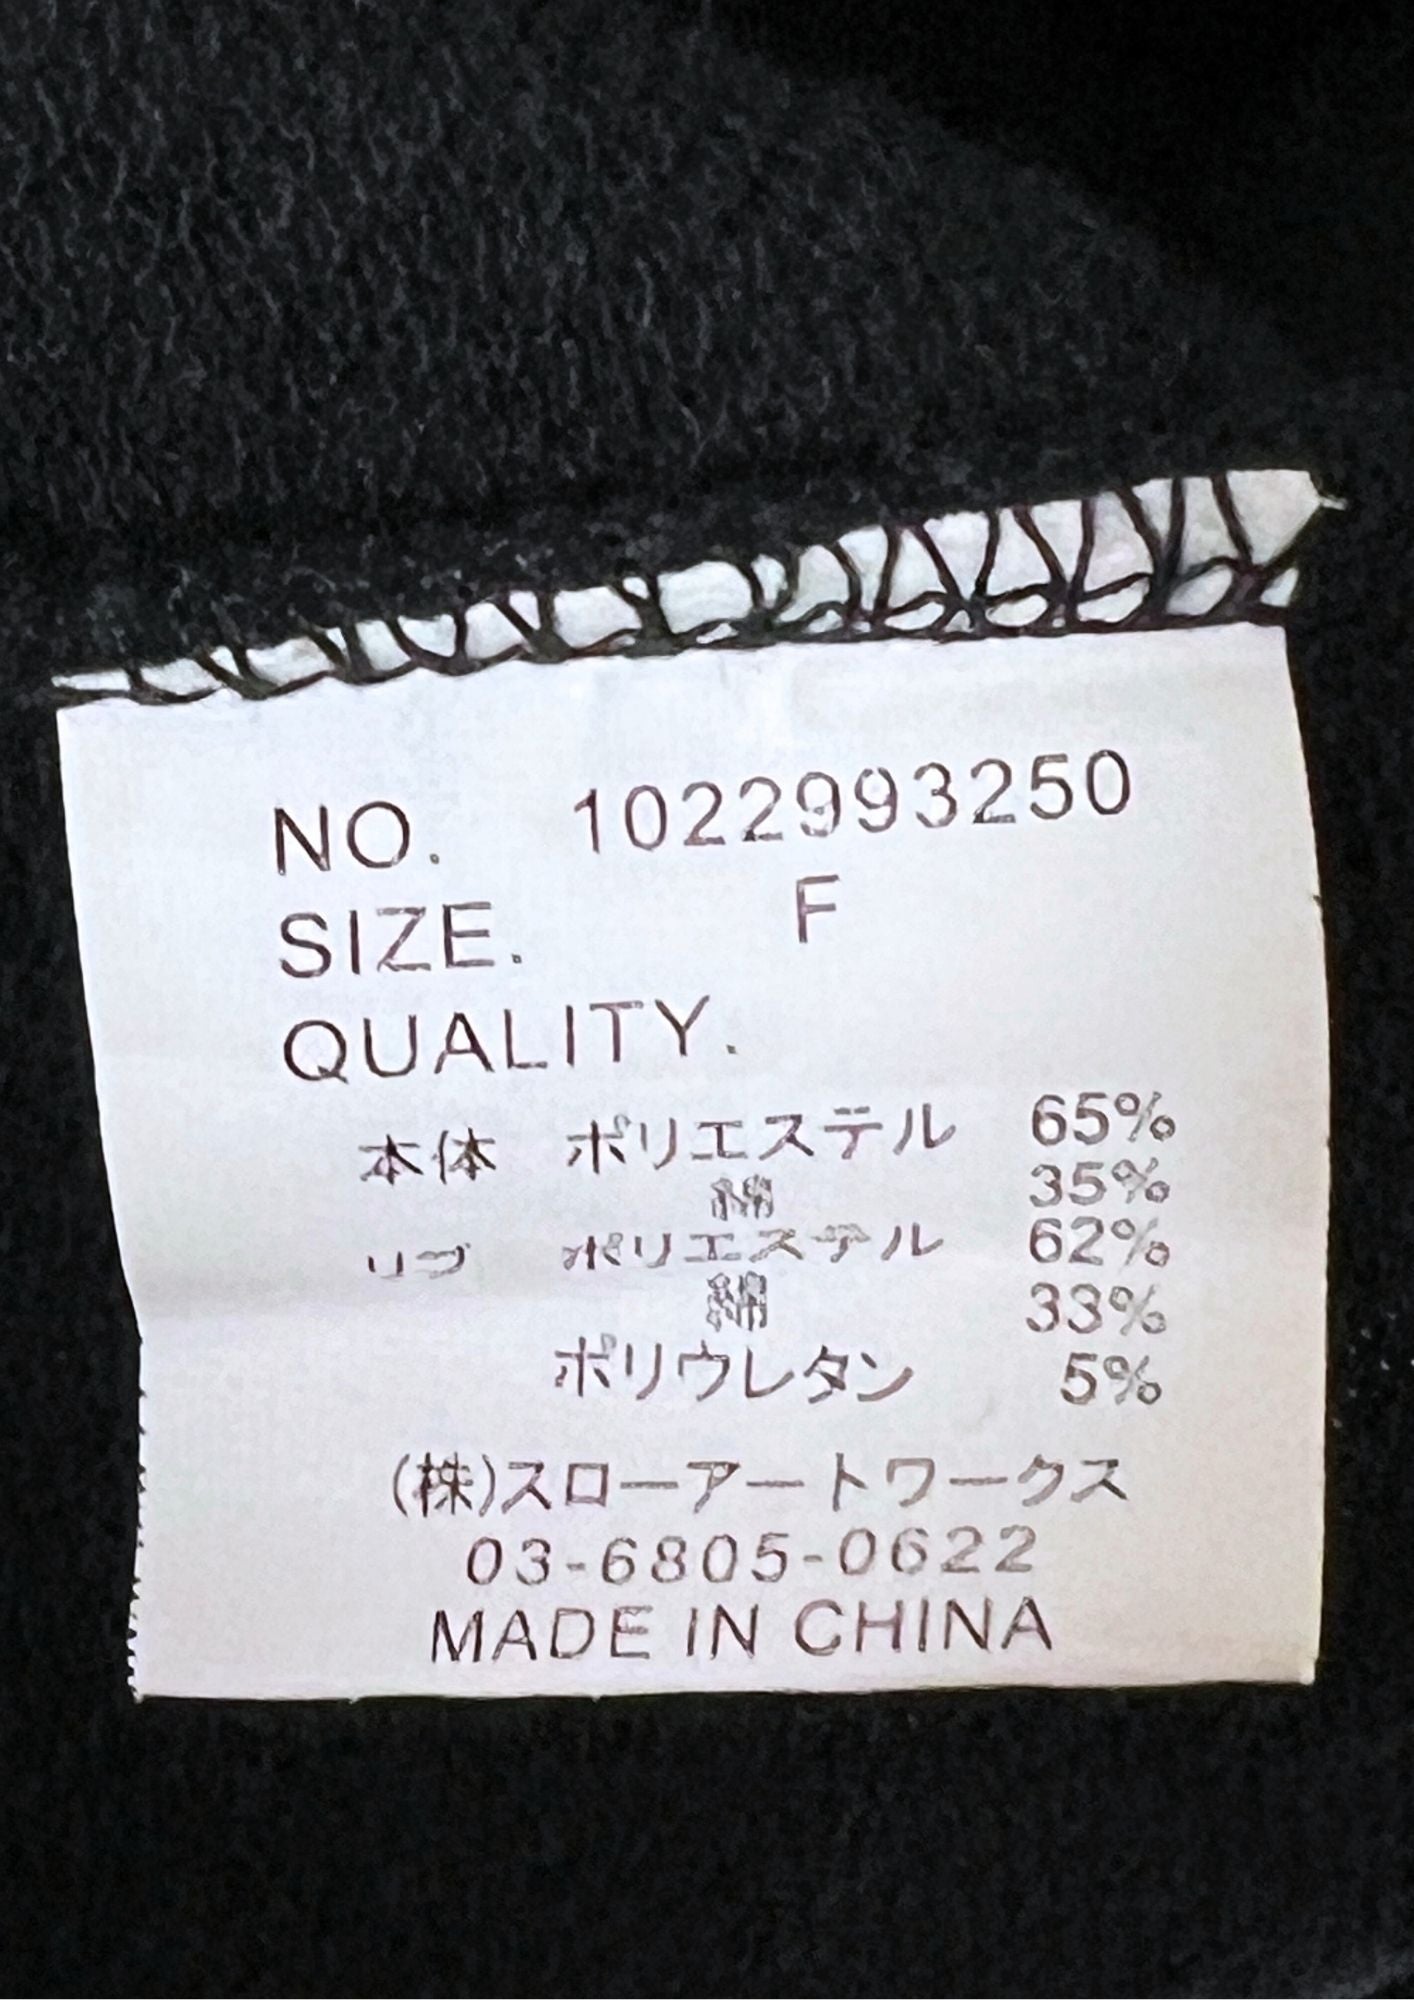 NO. 1022993250
SIZE. F
QUALITY.
本体 ポリエステル 65%
綿 35%
リブ ポリエステル 62%
綿 33%
ポリウレタン 5%
(株)スローアートワークス
03-6805-0622
MADE IN CHINA